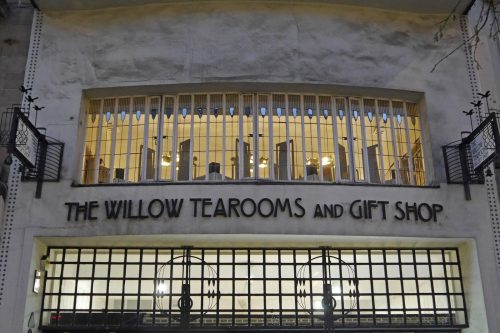 THE WILLOW TEAROOMS AND GIFT SHOP